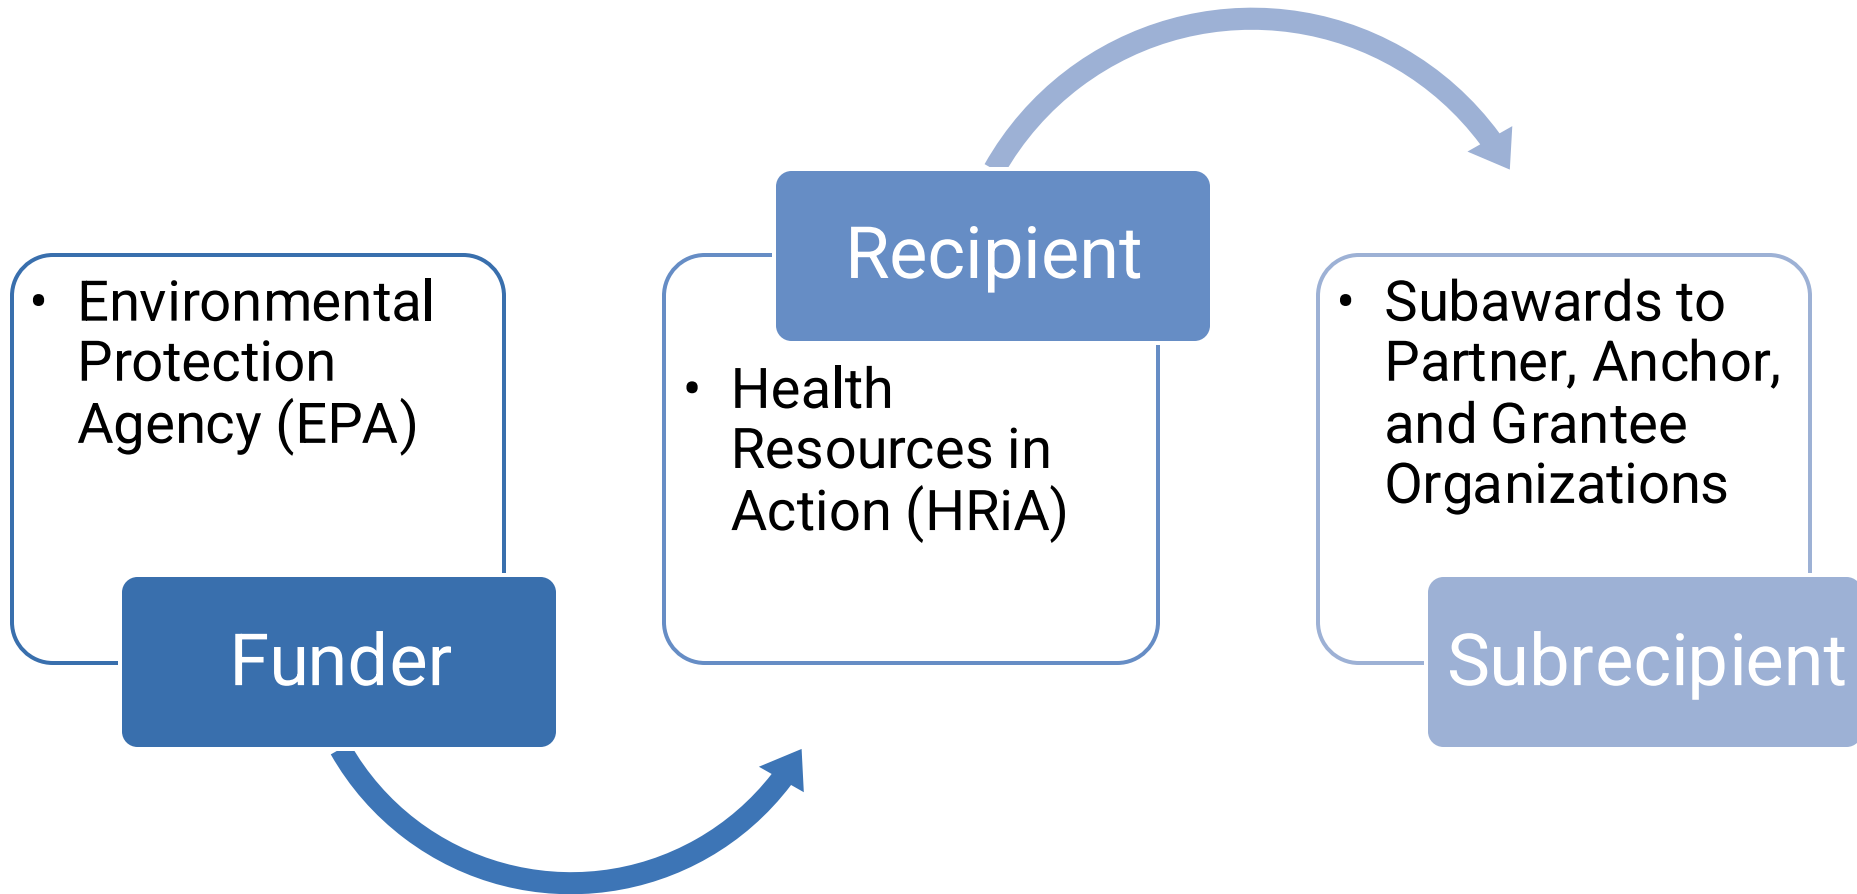 • Environmental
Protection
Agency (EPA)
Funder
Recipient
• Health
Resources in
Action (HRiA)
• Subawards to
Partner, Anchor,
and Grantee
Organizations
Subrecipient